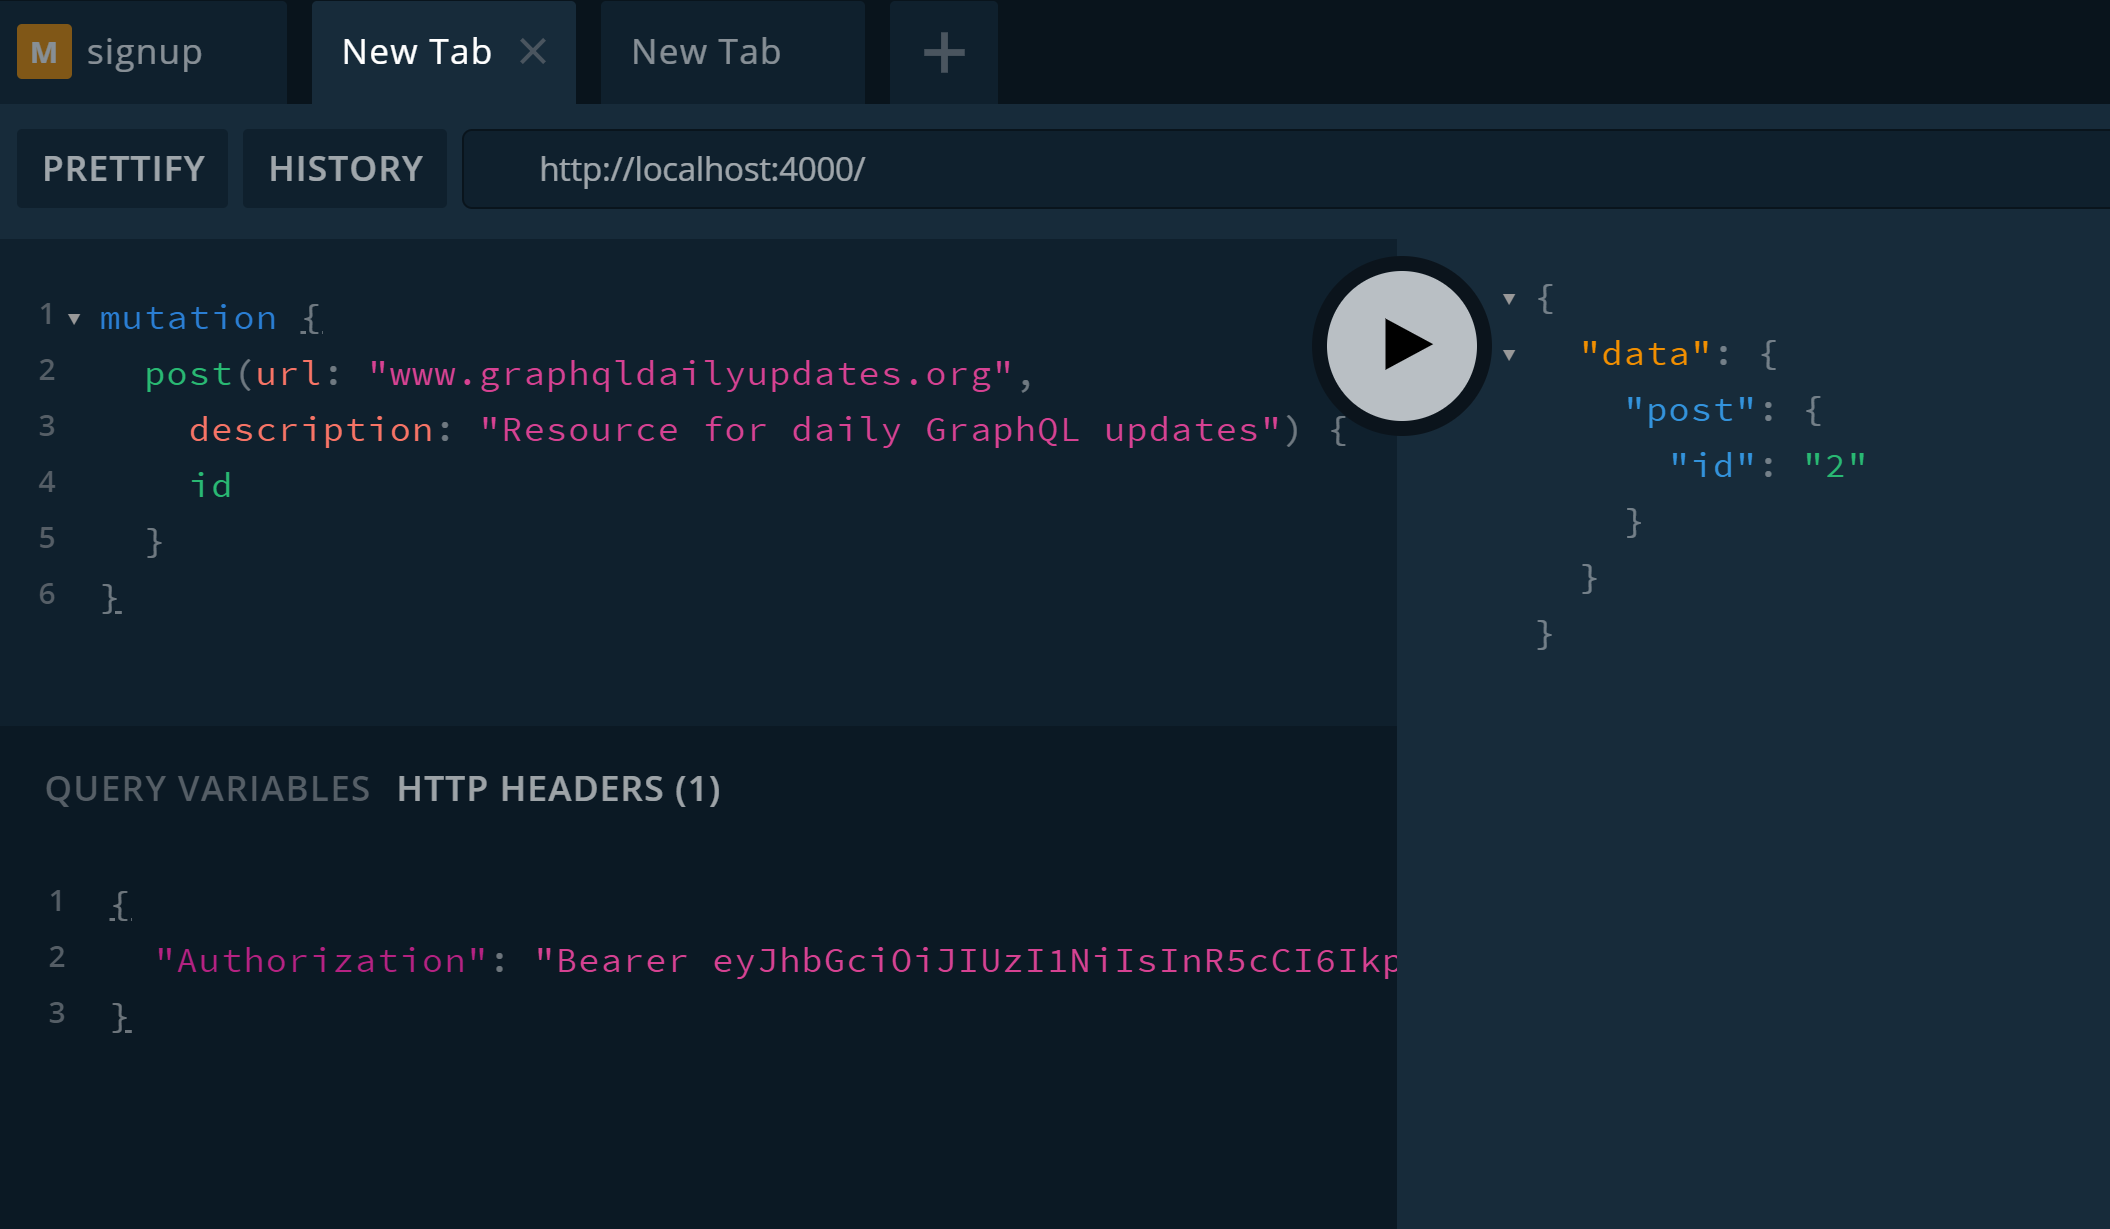 M signup New Tab × New Tab +
PRETTIFY HISTORY http://localhost:4000/
1 mutation {
2 post(url: "www.graphqldailyupdates.org",
3 description: "Resource for daily GraphQL updates") {
4 id
5 }
6 }
{
"data": {
"post": {
"id": "2"
}
}
}
QUERY VARIABLES HTTP HEADERS (1)
1 {
2 "Authorization": "Bearer eyJhbGciOiJIUzI1NiIsInR5cCI6Ikp
3 }